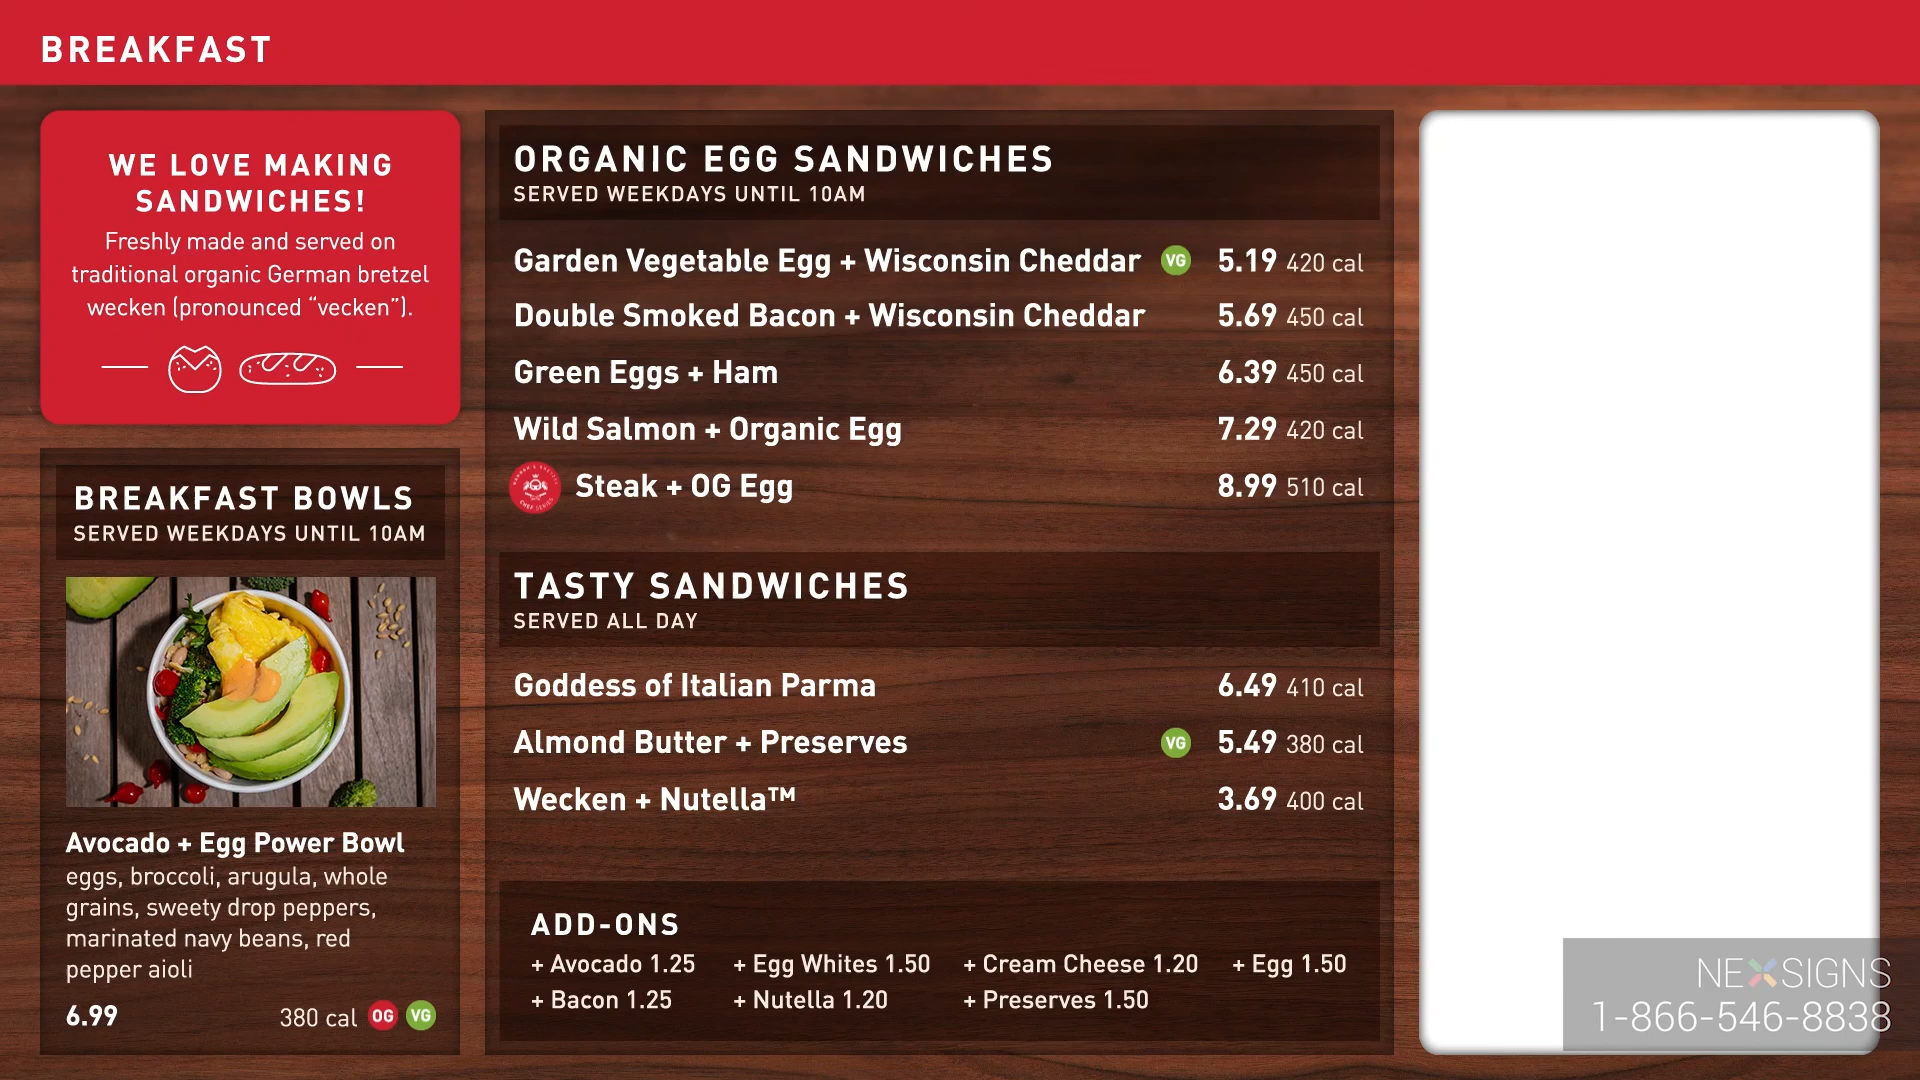 BREAKFAST
WE LOVE MAKING
SANDWICHES!
Freshly made and served on
traditional organic German bretzel
wecken (pronounced “vecken”).
BREAKFAST BOWLS
SERVED WEEKDAYS UNTIL 10AM
Avocado + Egg Power Bowl
eggs, broccoli, arugula, whole
grains, sweety drop peppers,
marinated navy beans, red
pepper aioli
6.99 380 cal OG VG
ORGANIC EGG SANDWICHES
SERVED WEEKDAYS UNTIL 10AM
Garden Vegetable Egg + Wisconsin Cheddar VG 5.19 420 cal
Double Smoked Bacon + Wisconsin Cheddar 5.69 450 cal
Green Eggs + Ham 6.39 450 cal
Wild Salmon + Organic Egg 7.29 420 cal
Steak + OG Egg 8.99 510 cal
TASTY SANDWICHES
SERVED ALL DAY
Goddess of Italian Parma 6.49 410 cal
Almond Butter + Preserves VG 5.49 380 cal
Wecken + Nutella™ 3.69 400 cal
ADD-ONS
+ Avocado 1.25 + Egg Whites 1.50 + Cream Cheese 1.20 + Egg 1.50
+ Bacon 1.25 + Nutella 1.20 + Preserves 1.50
NEXSIGNS
1-866-546-8838